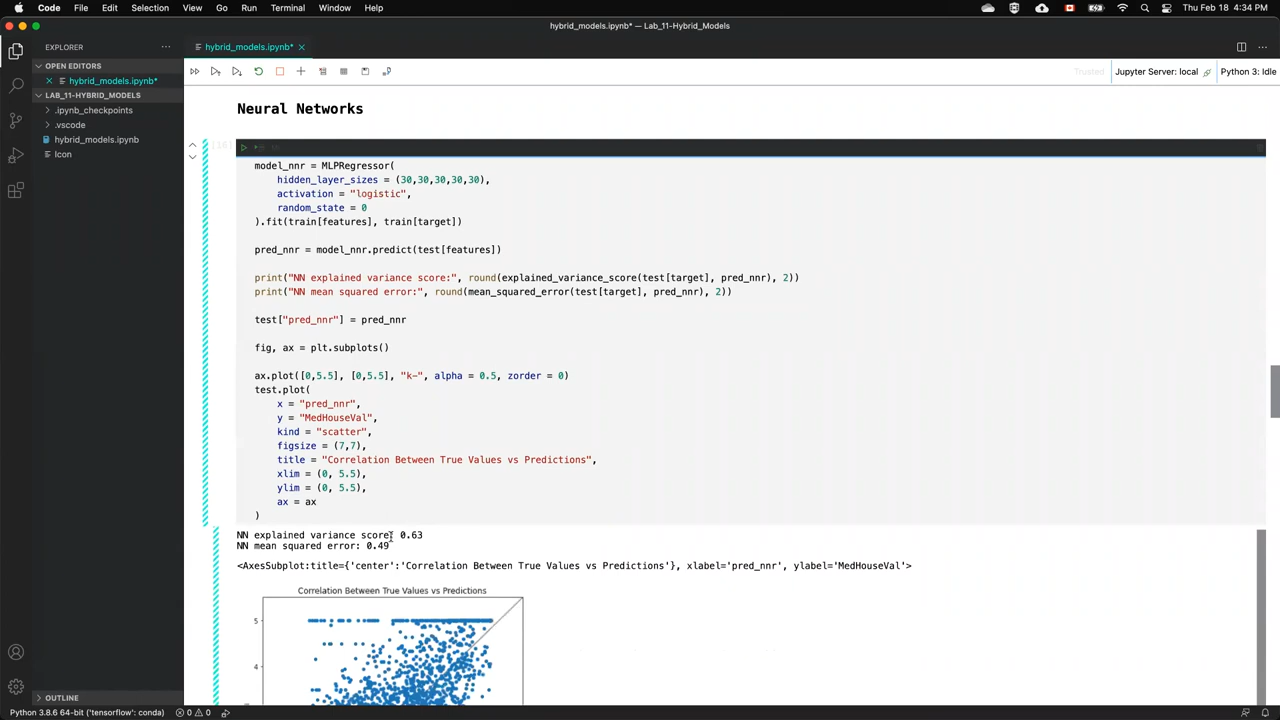 Code File Edit Selection View Go Run Terminal Window Help Thu Feb 18 4:34 PM
hybrid_models.ipynb* — Lab_11-Hybrid_Models
EXPLORER
hybrid_models.ipynb*
OPEN EDITORS
hybrid_models.ipynb*
LAB_11-HYBRID_MODELS
.ipynb_checkpoints
.vscode
hybrid_models.ipynb
Icon
OUTLINE
Trusted Jupyter Server: local Python 3: Idle
Neural Networks
model_nnr = MLPRegressor(
hidden_layer_sizes = (30,30,30,30,30),
activation = "logistic",
random_state = 0
).fit(train[features], train[target])
pred_nnr = model_nnr.predict(test[features])
print("NN explained variance score:", round(explained_variance_score(test[target], pred_nnr), 2))
print("NN mean squared error:", round(mean_squared_error(test[target], pred_nnr), 2))
test["pred_nnr"] = pred_nnr
fig, ax = plt.subplots()
ax.plot([0,5.5], [0,5.5], "k-", alpha = 0.5, zorder = 0)
test.plot(
x = "pred_nnr",
y = "MedHouseVal",
kind = "scatter",
figsize = (7,7),
title = "Correlation Between True Values vs Predictions",
xlim = (0, 5.5),
ylim = (0, 5.5),
ax = ax
)
NN explained variance score: 0.63
NN mean squared error: 0.49
<AxesSubplot:title={'center':'Correlation Between True Values vs Predictions'}, xlabel='pred_nnr', ylabel='MedHouseVal'>
Correlation Between True Values vs Predictions
5
4
Python 3.8.6 64-bit ('tensorflow': conda) 0 0